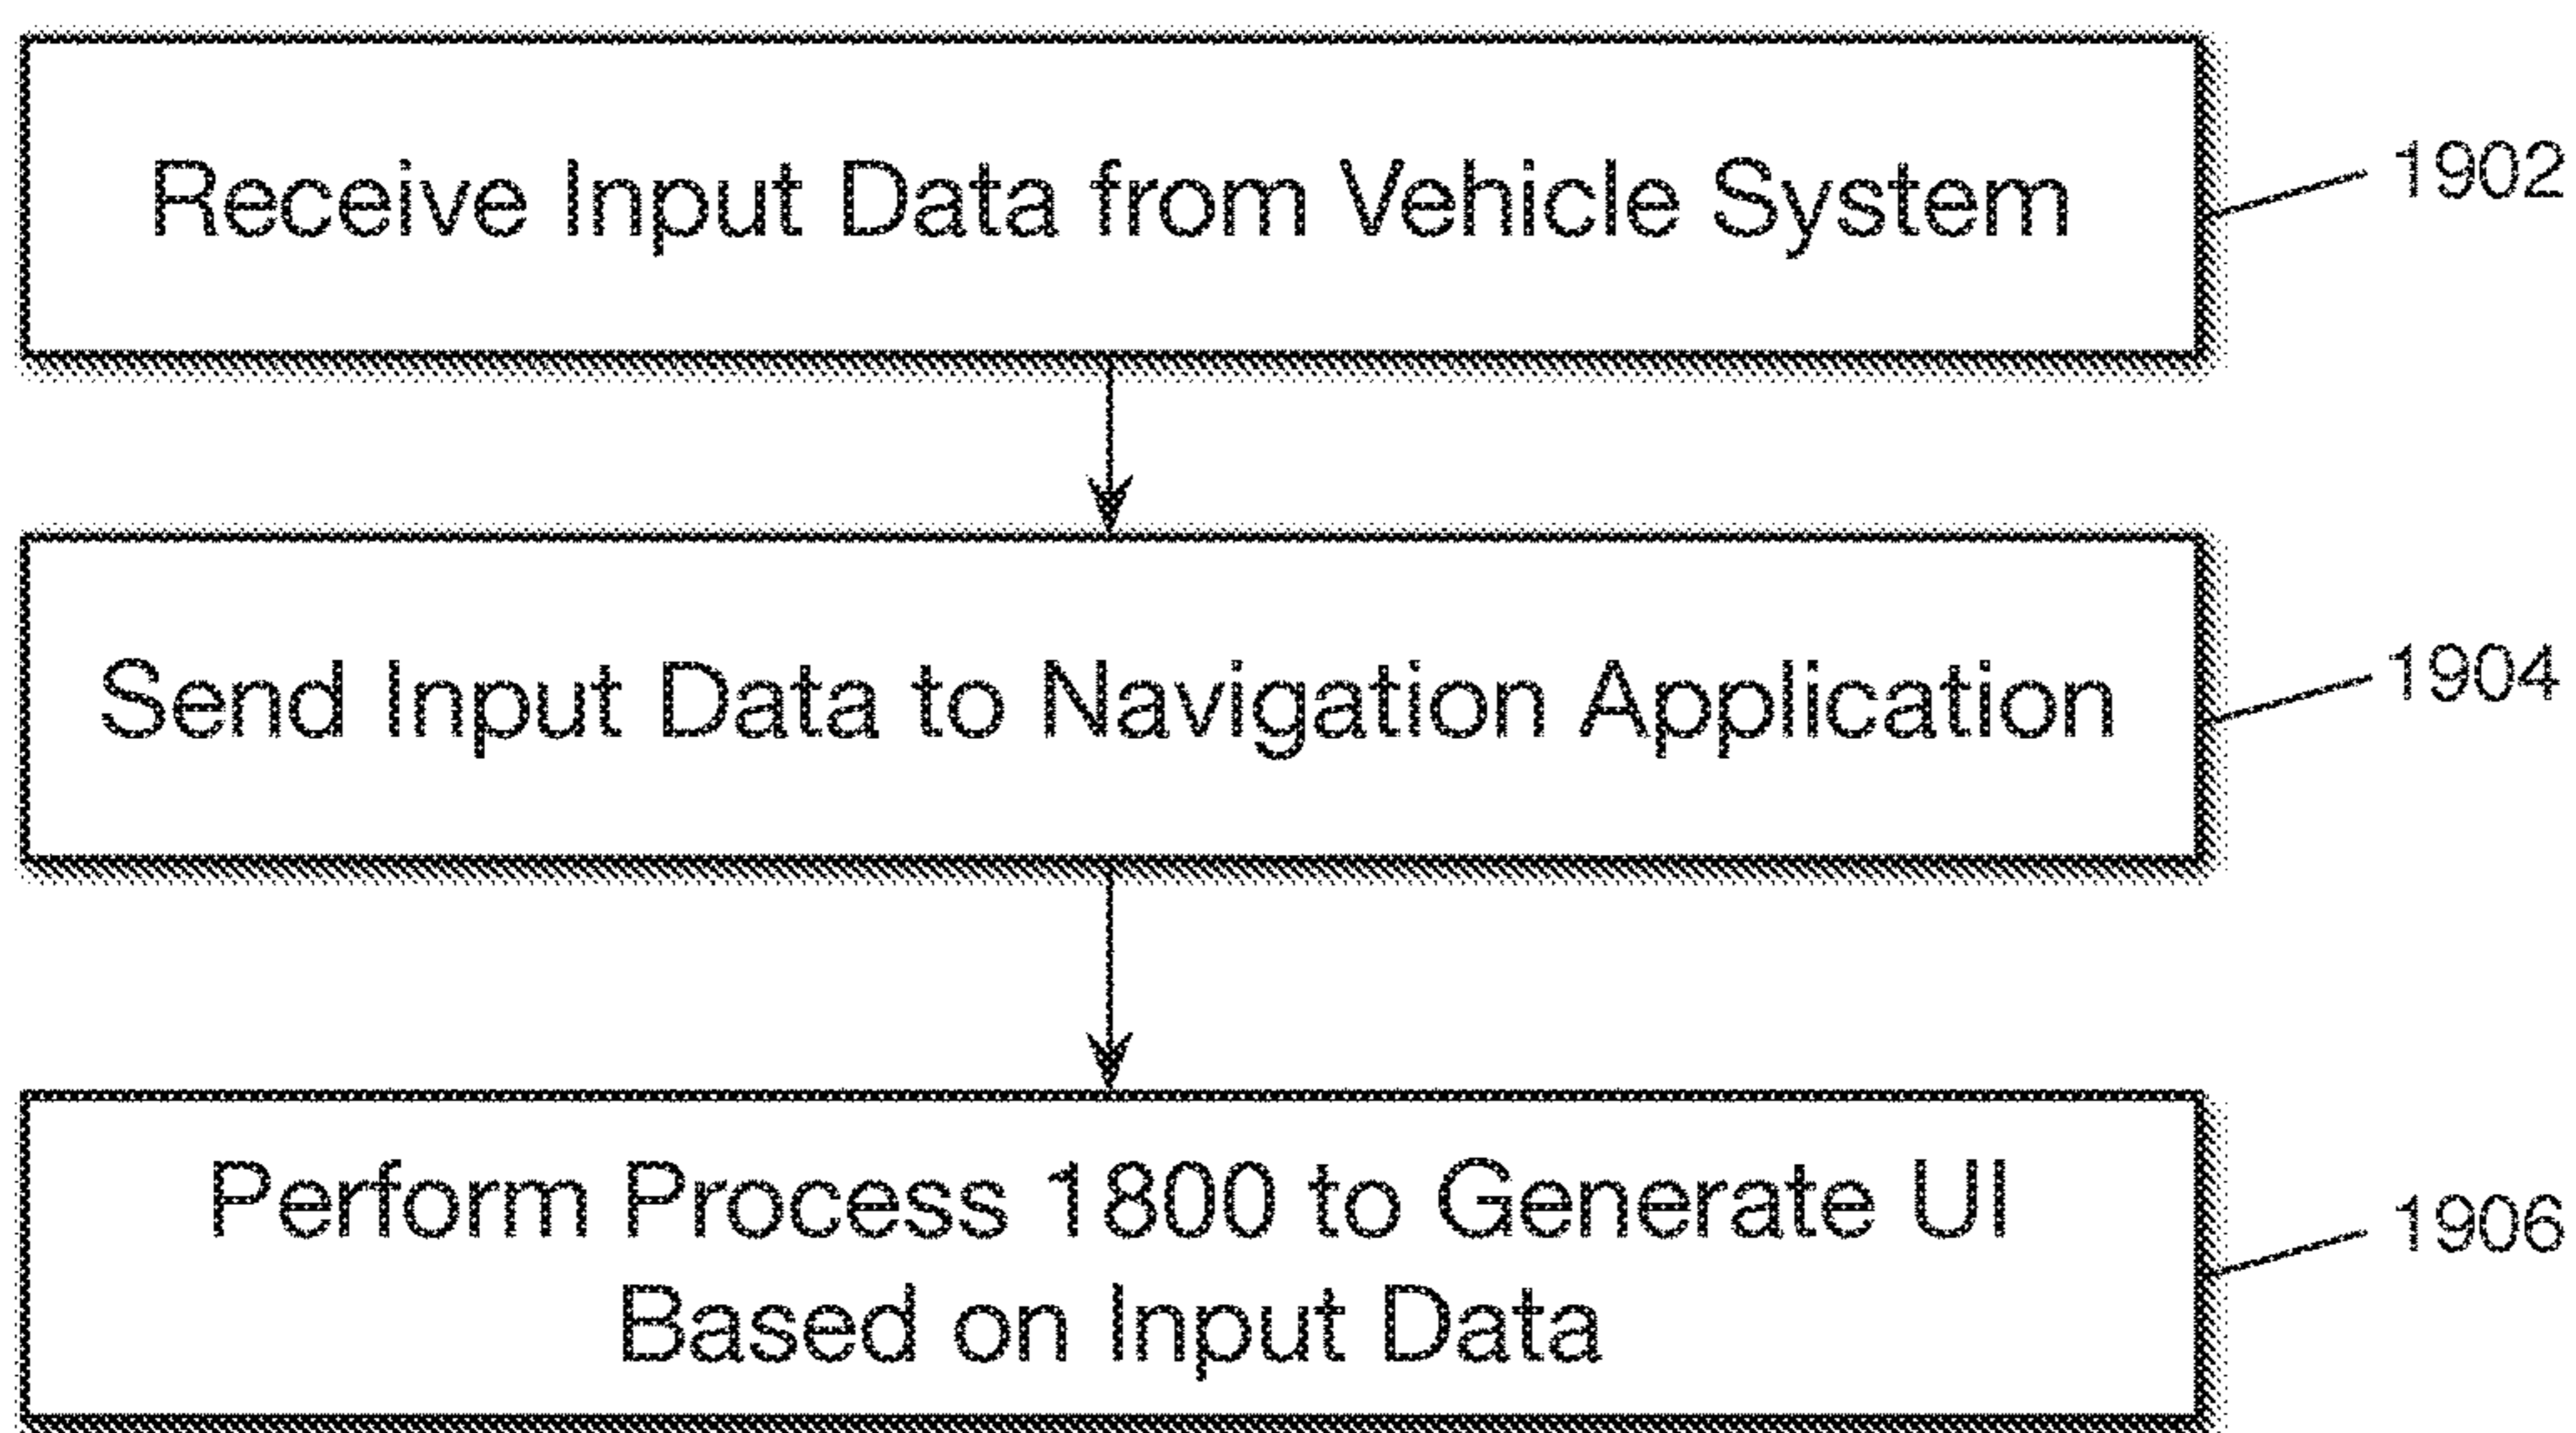 Receive Input Data from Vehicle System
1902
Send Input Data to Navigation Application
1904
Perform Process 1800 to Generate UI
Based on Input Data
1906